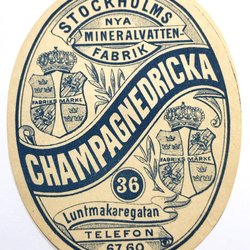 STOCKHOLMS
NYA
MINERALVATTEN-
FABRIK
FABRIKS MÄRKE
FABRIKS MÄRKE
CHAMPAGNEDRICKA
36
Luntmakaregatan
TELEFON
67 60